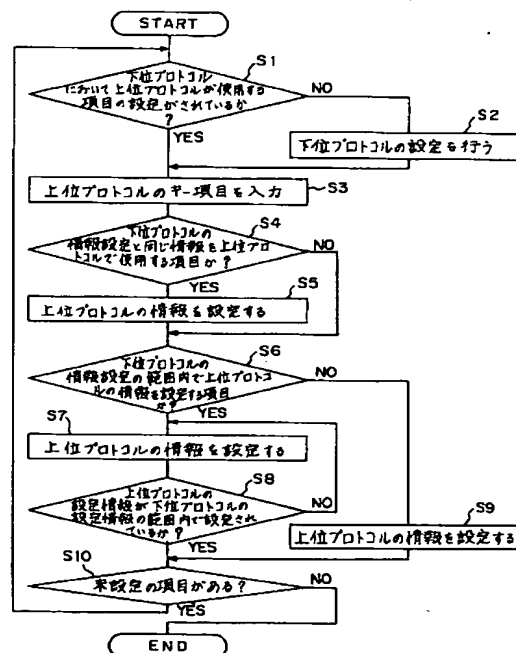 START
S1
下位プロトコル
において上位プロトコルが使用する
項目の設定がされているか
?
NO
YES
S2
下位プロトコルの設定を行う
上位プロトコルのキー項目を入力
S3
下位プロトコルの
情報設定と同じ情報を上位プロ
トコルで使用する項目か?
S4
NO
YES
S5
上位プロトコルの情報を設定する
下位プロトコルの
情報設定の範囲内で上位プロトコ
ルの情報を設定する項目
か?
S6
NO
YES
S7
上位プロトコルの情報を設定する
上位プロトコルの
設定情報が下位プロトコルの
設定情報の範囲内で設定され
ているか?
S8
NO
YES
S9
上位プロトコルの情報を設定する
S10
未設定の項目がある?
NO
YES
END